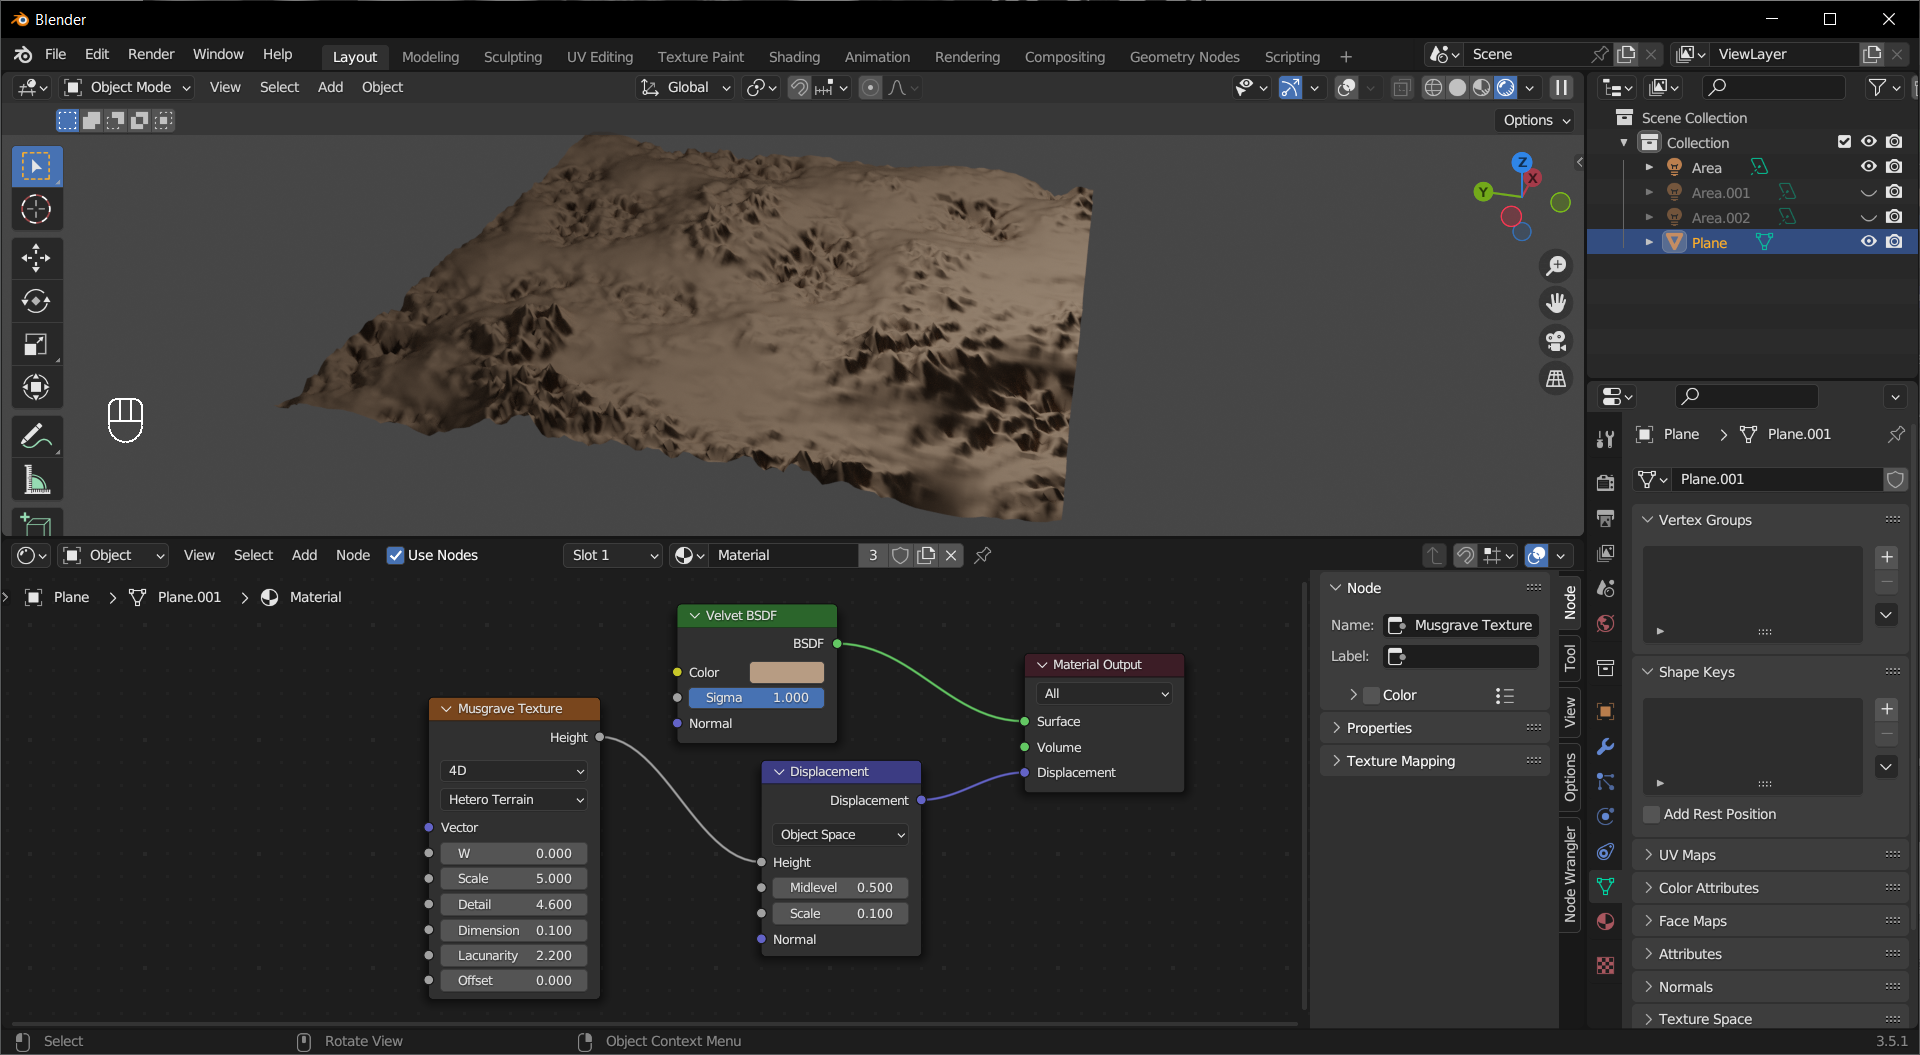 Blender
File Edit Render Window Help Layout Modeling Sculpting UV Editing Texture Paint Shading Animation Rendering Compositing Geometry Nodes Scripting + Scene ViewLayer
Object Mode View Select Add Object Global
Options
Z
X
Y
Scene Collection
Collection
Area
Area.001
Area.002
Plane
Plane > Plane.001
Plane.001
Vertex Groups
Shape Keys
Add Rest Position
UV Maps
Color Attributes
Face Maps
Attributes
Normals
Texture Space
Object View Select Add Node Use Nodes Slot 1 Material 3
Plane > Plane.001 > Material
Velvet BSDF
BSDF
Color
Sigma 1.000
Normal
Musgrave Texture
Height
4D
Hetero Terrain
Vector
W 0.000
Scale 5.000
Detail 4.600
Dimension 0.100
Lacunarity 2.200
Offset 0.000
Displacement
Displacement
Object Space
Height
Midlevel 0.500
Scale 0.100
Normal
Material Output
All
Surface
Volume
Displacement
Node
Name: Musgrave Texture
Label:
Color
Properties
Texture Mapping
Node
Tool
View
Options
Node Wrangler
Select Rotate View Object Context Menu 3.5.1